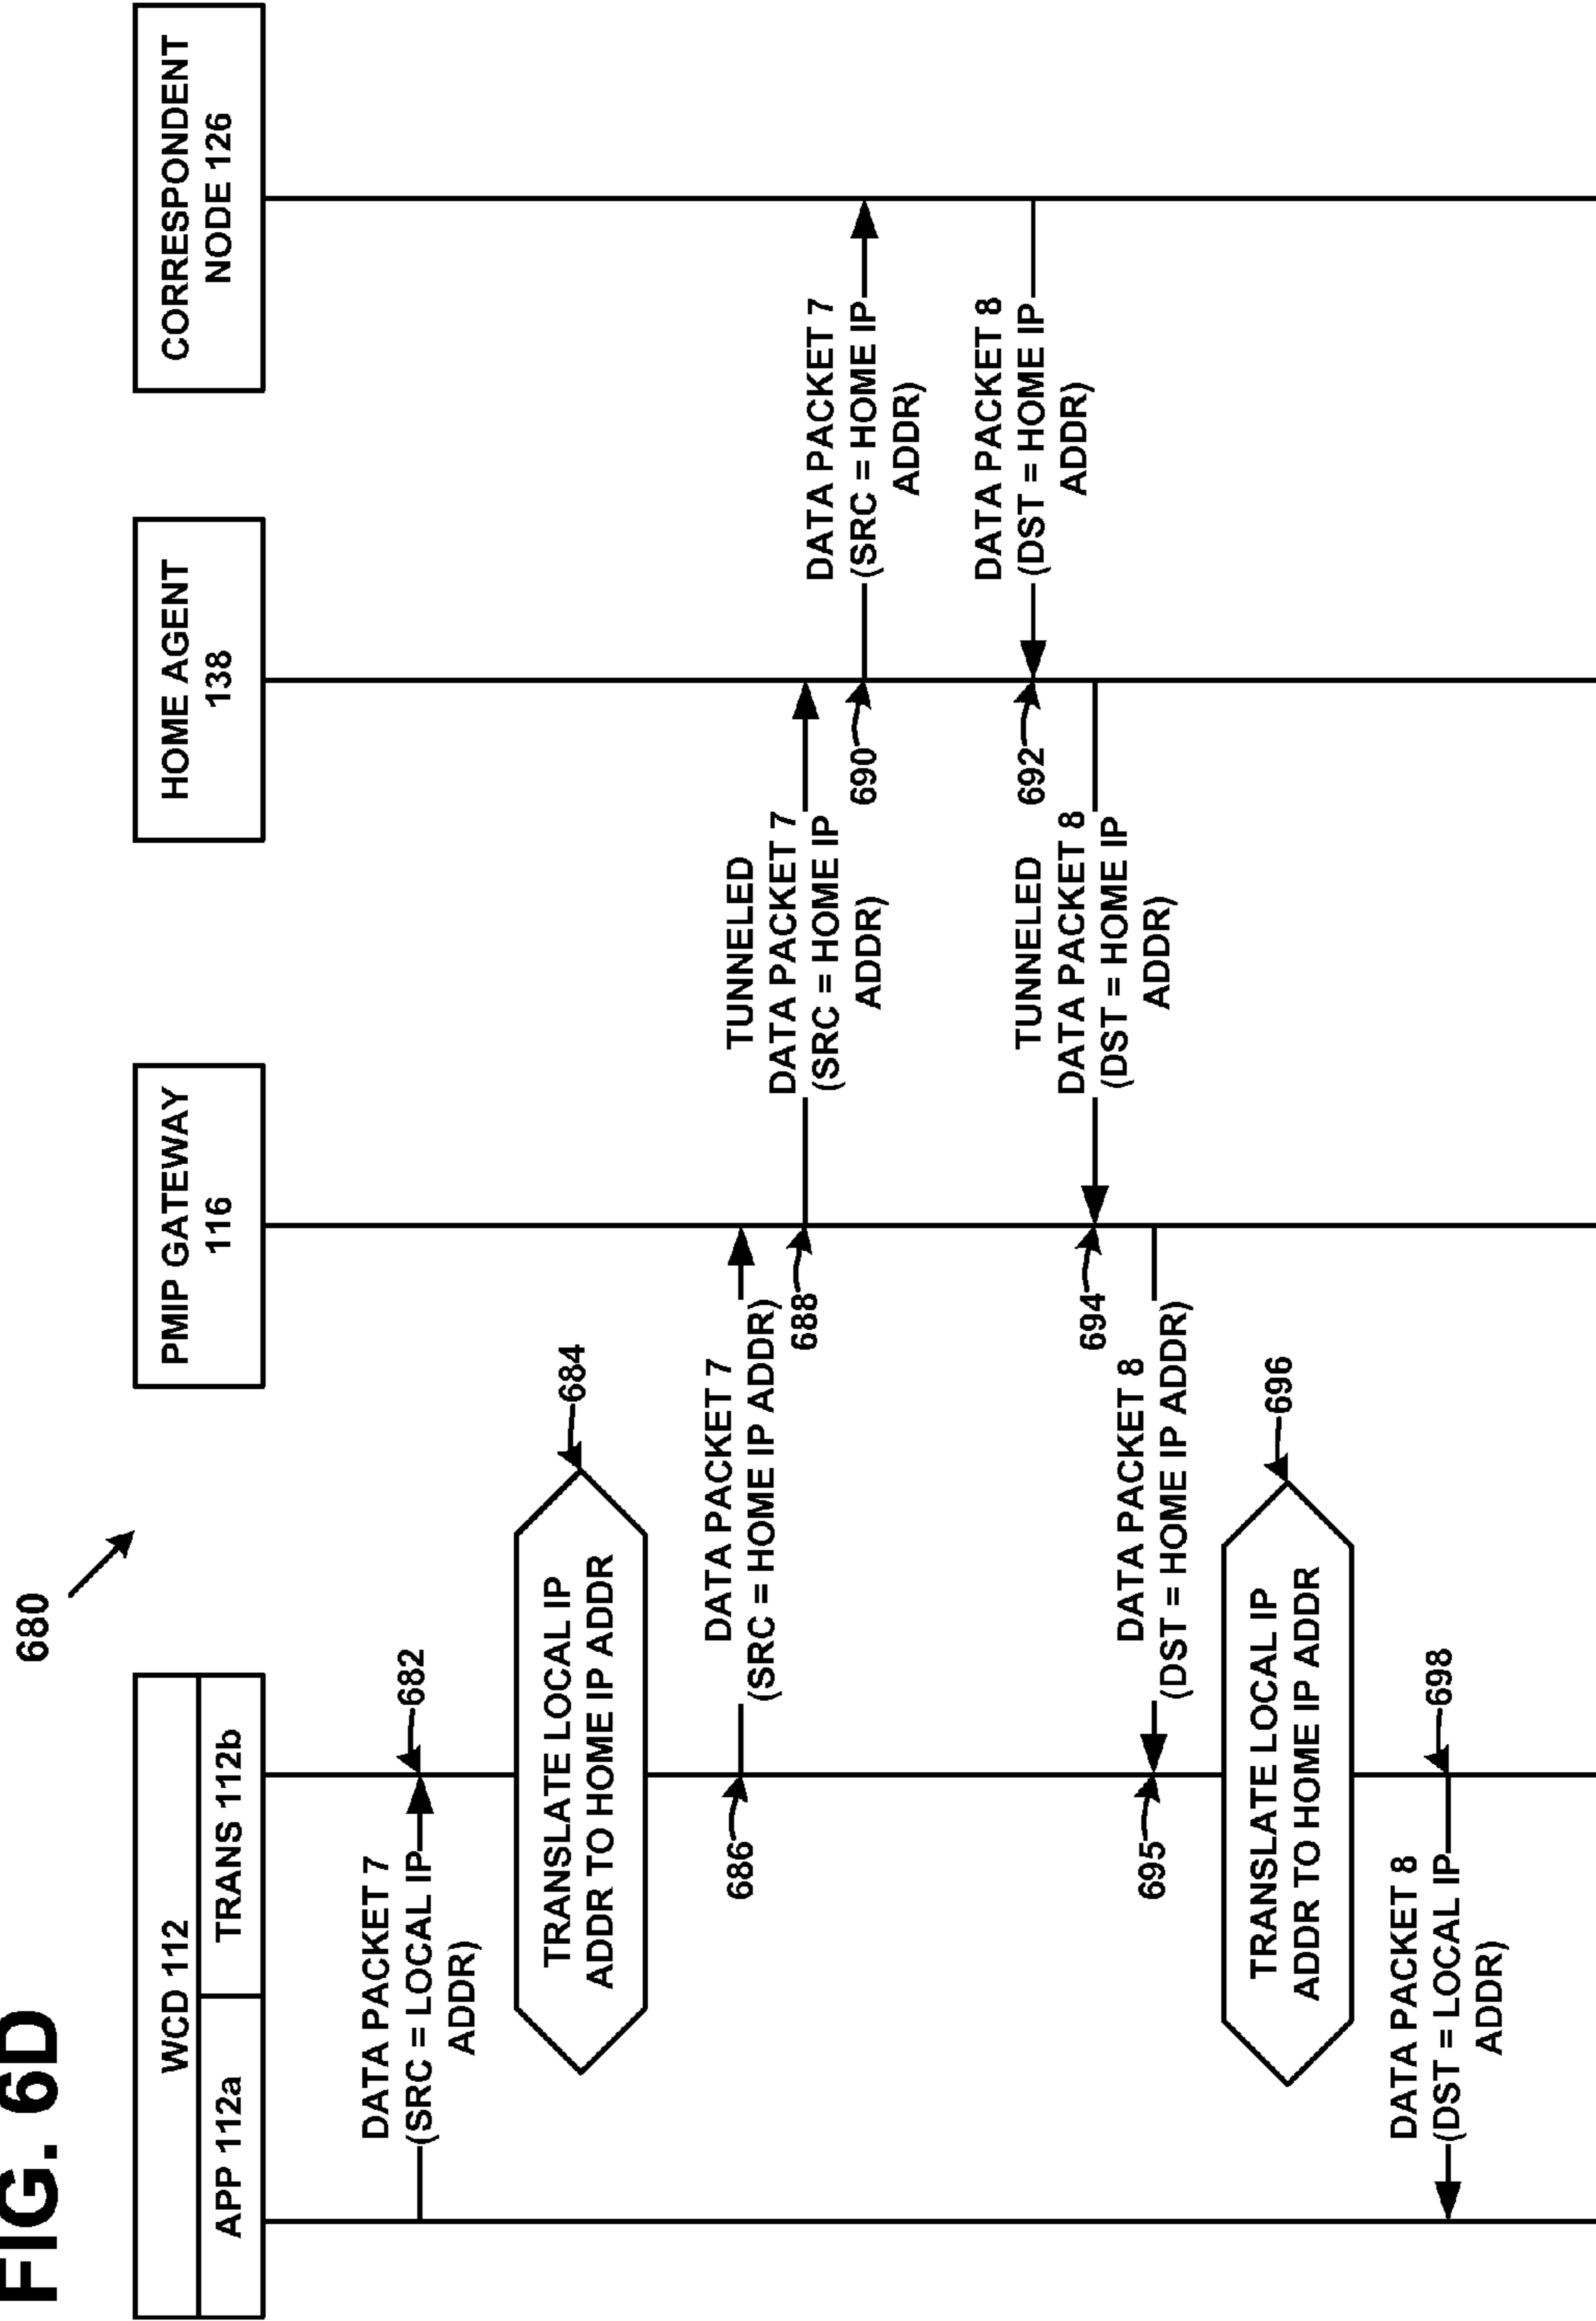 FIG. 6D
680
WCD 112
APP 112a
TRANS 112b
PMIP GATEWAY
116
HOME AGENT
138
CORRESPONDENT
NODE 126
DATA PACKET 7
(SRC = LOCAL IP
ADDR)
682
TRANSLATE LOCAL IP
ADDR TO HOME IP ADDR
684
DATA PACKET 7
(SRC = HOME IP ADDR)
686
TUNNELED
DATA PACKET 7
(SRC = HOME IP
ADDR)
688
DATA PACKET 7
(SRC = HOME IP
ADDR)
690
DATA PACKET 8
(DST = HOME IP
ADDR)
692
TUNNELED
DATA PACKET 8
(DST = HOME IP
ADDR)
694
DATA PACKET 8
(DST = HOME IP ADDR)
695
TRANSLATE LOCAL IP
ADDR TO HOME IP ADDR
696
DATA PACKET 8
(DST = LOCAL IP
ADDR)
698